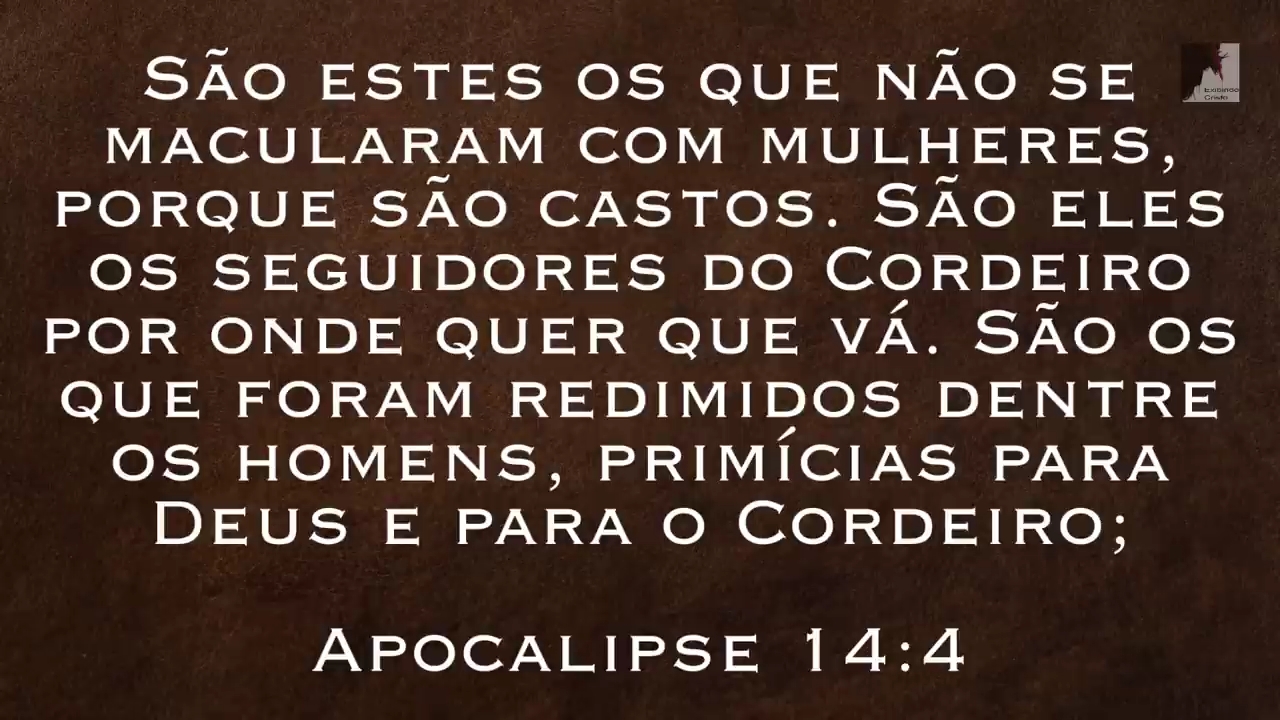 São estes os que não se
macularam com mulheres,
porque são castos. São eles
os seguidores do Cordeiro
por onde quer que vá. São os
que foram redimidos dentre
os homens, primícias para
Deus e para o Cordeiro;
Apocalipse 14:4
Exibindo
Cristo